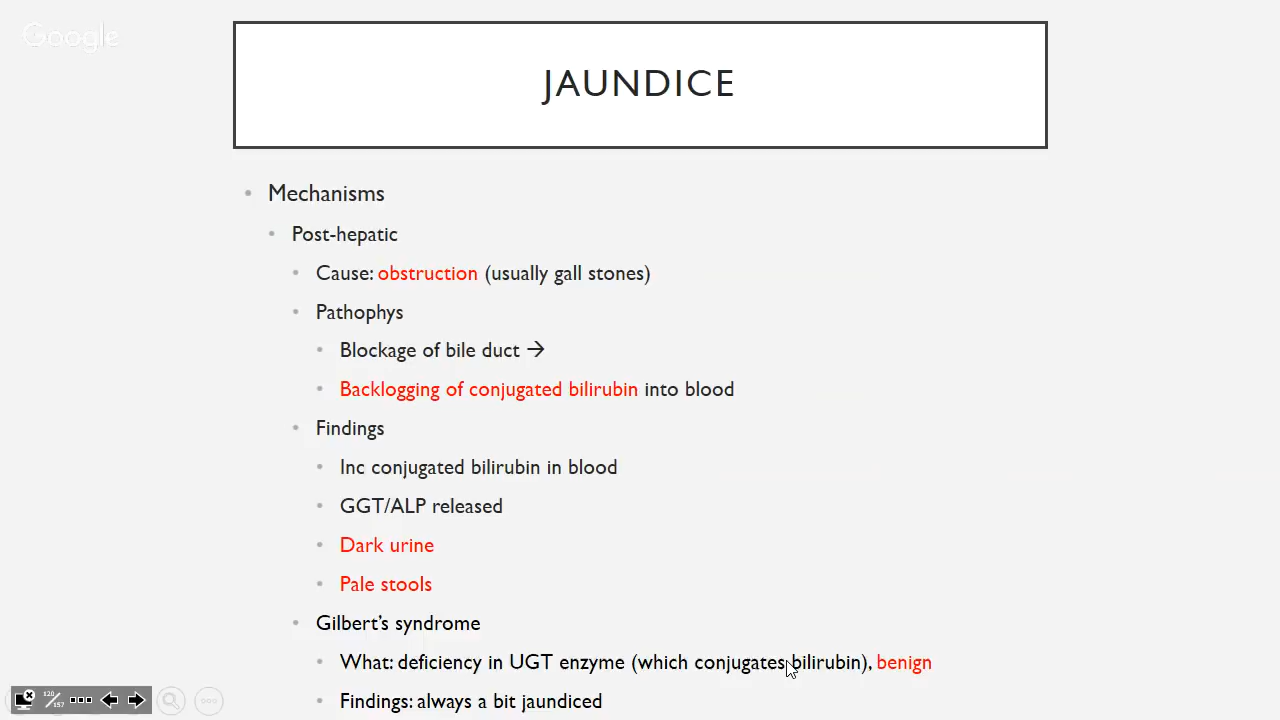 Google
JAUNDICE
Mechanisms
Post-hepatic
Cause: obstruction (usually gall stones)
Pathophys
Blockage of bile duct →
Backlogging of conjugated bilirubin into blood
Findings
Inc conjugated bilirubin in blood
GGT/ALP released
Dark urine
Pale stools
Gilbert's syndrome
What: deficiency in UGT enzyme (which conjugates bilirubin), benign
Findings: always a bit jaundiced
120/157